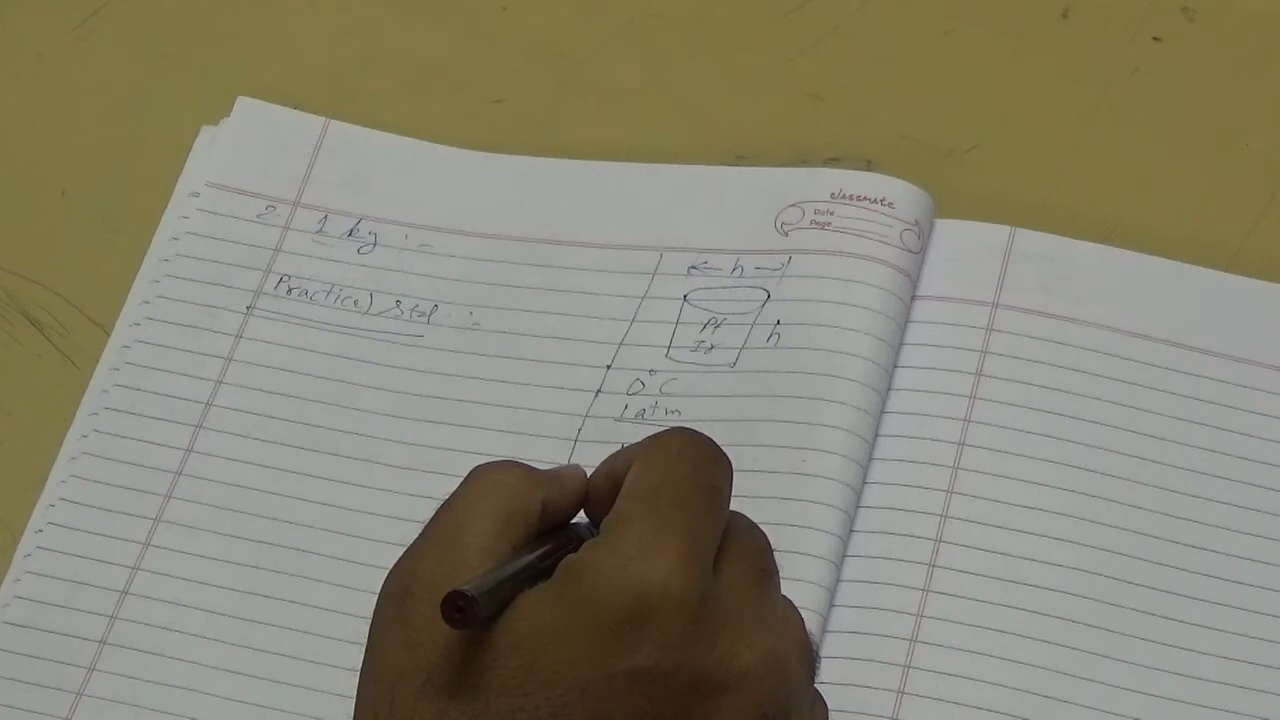 classmate
Date
Page
2. 1 kg :-
Practical Std :-
h
Pt
Ir
h
0°C
1 atm